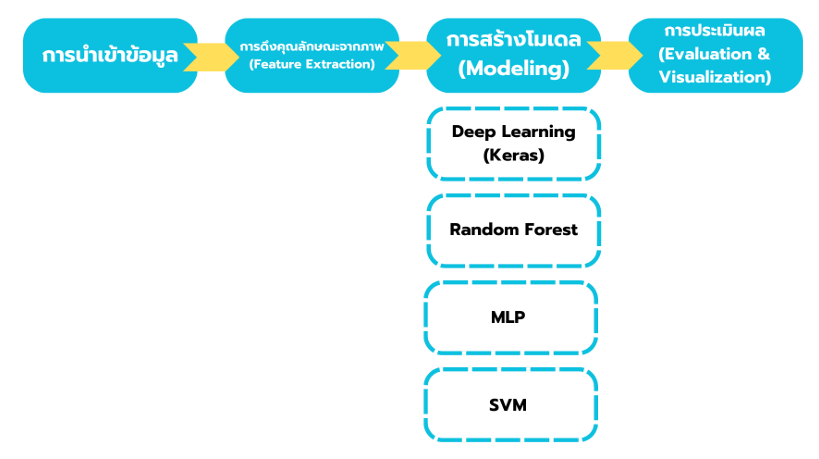 การนำเข้าข้อมูล
การดึงคุณลักษณะจากภาพ
(Feature Extraction)
การสร้างโมเดล
(Modeling)
การประเมินผล
(Evaluation &
Visualization)
Deep Learning
(Keras)
Random Forest
MLP
SVM